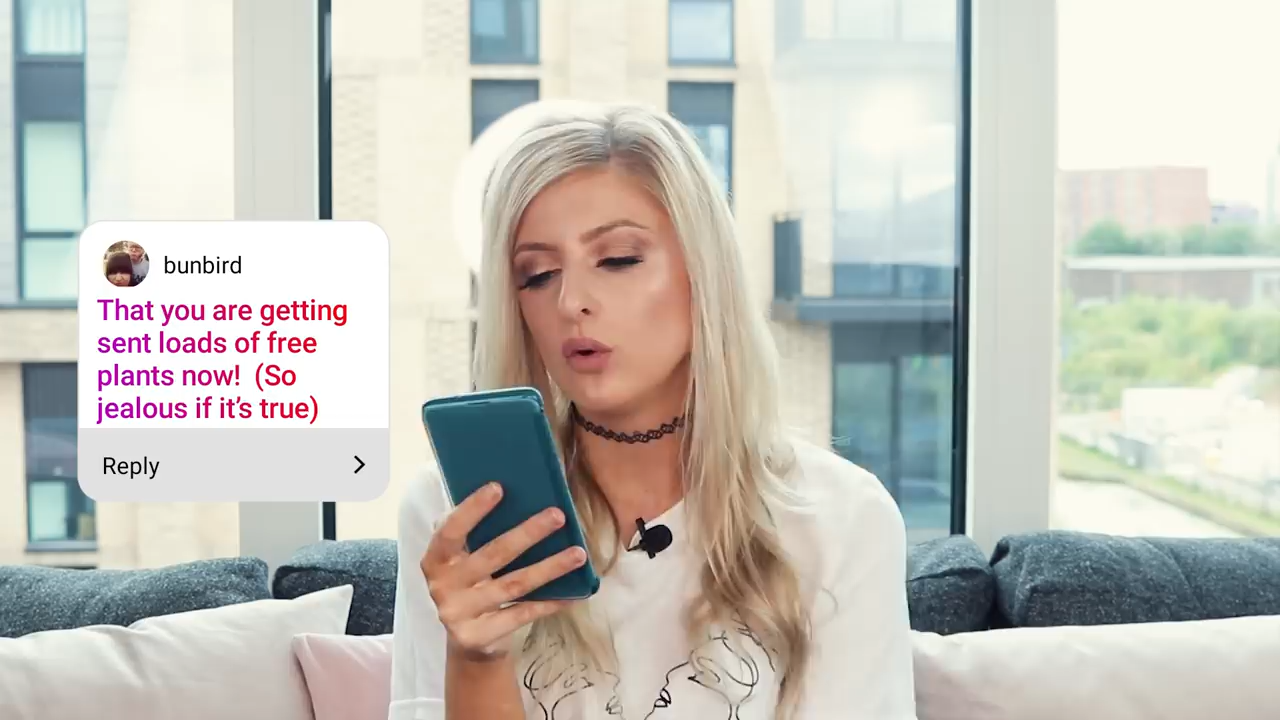 bunbird
That you are getting
sent loads of free
plants now!  (So
jealous if it's true)
Reply